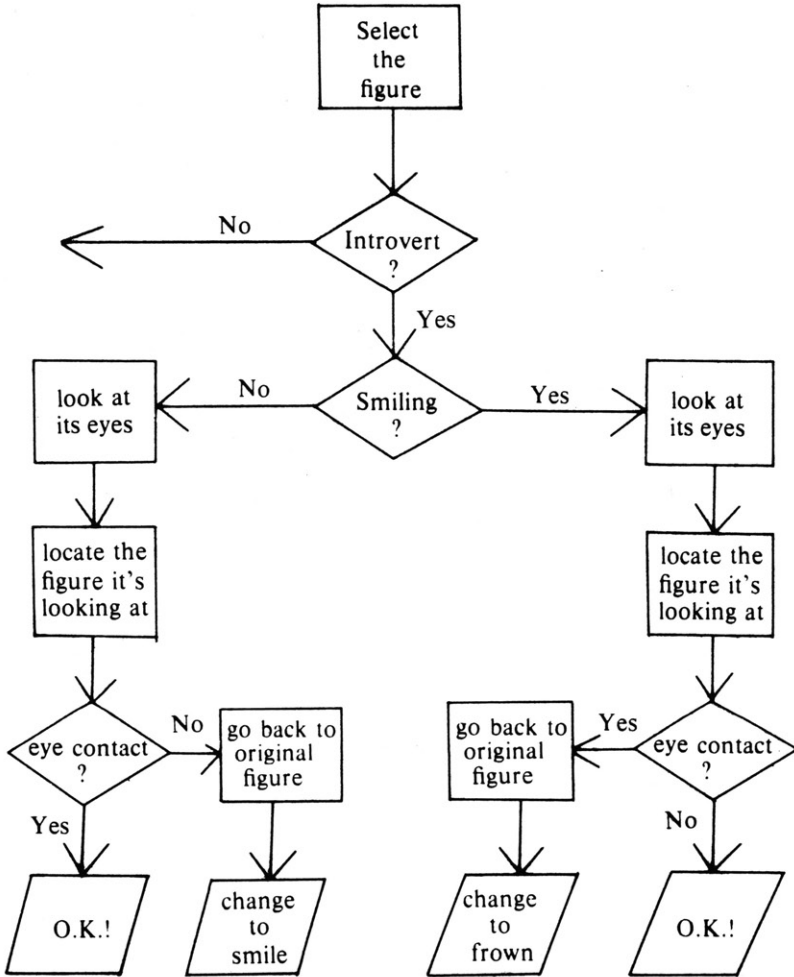 Select
the
figure
No
Introvert
?
Yes
look at
its eyes
No
Smiling
?
Yes
look at
its eyes
locate the
figure it's
looking at
locate the
figure it's
looking at
eye contact
?
No
go back to
original
figure
go back to
original
figure
Yes
eye contact
?
Yes
No
O.K.!
change
to
smile
change
to
frown
O.K.!